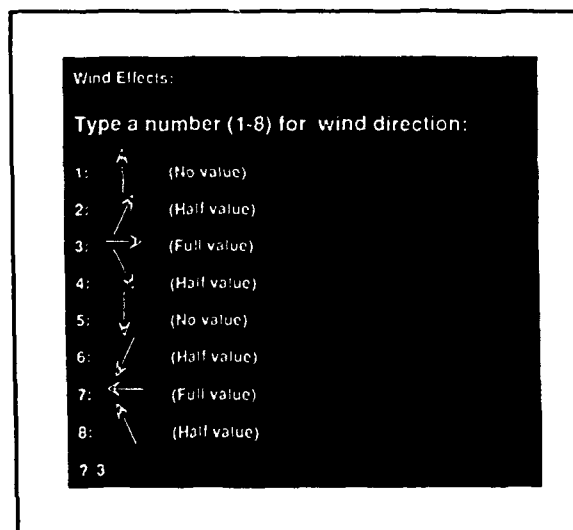 Wind Effects:
Type a number (1-8) for wind direction:
1: (No value)
2: (Half value)
3: (Full value)
4: (Half value)
5: (No value)
6: (Half value)
7: (Full value)
8: (Half value)
? 3